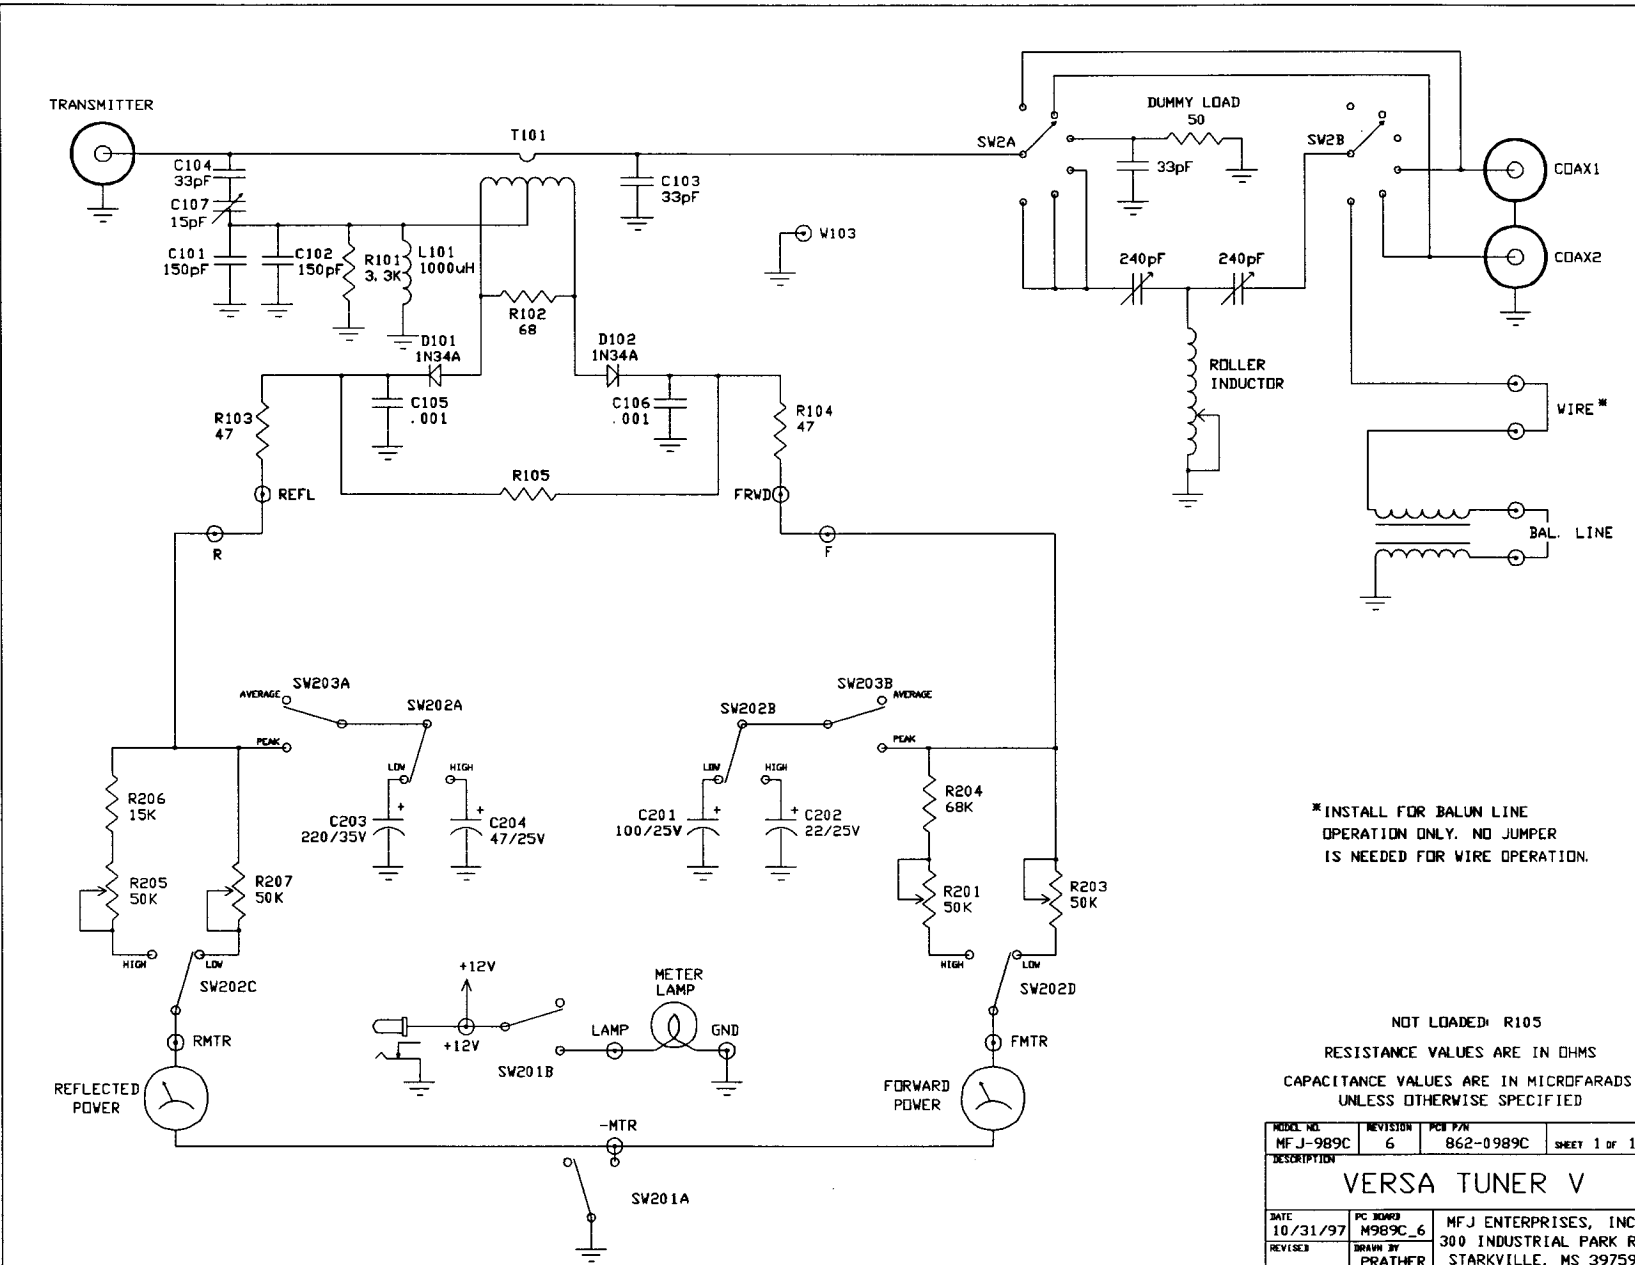 TRANSMITTER
C104
33pF
C107
15pF
C101
150pF
C102
150pF
R101
3.3K
L101
1000uH
T101
C103
33pF
W103
R102
68
D101
1N34A
D102
1N34A
C105
.001
C106
.001
R103
47
R104
47
R105
REFL
FRWD
R
F
SW2A
DUMMY LOAD
50
33pF
SW2B
COAX1
COAX2
240pF
240pF
ROLLER
INDUCTOR
WIRE*
BAL. LINE
AVERAGE
SW203A
SW202A
PEAK
LOW
HIGH
C203
220/35V
+
C204
47/25V
+
SW203B
AVERAGE
SW202B
PEAK
LOW
HIGH
C201
100/25V
+
C202
22/25V
+
R206
15K
R205
50K
R207
50K
HIGH
LOW
SW202C
RMTR
REFLECTED
POWER
R204
68K
R201
50K
R203
50K
HIGH
LOW
SW202D
FMTR
FORWARD
POWER
+12V
+12V
SW201B
LAMP
METER
LAMP
GND
-MTR
SW201A
*INSTALL FOR BALUN LINE
OPERATION ONLY. NO JUMPER
IS NEEDED FOR WIRE OPERATION.
NOT LOADED: R105
RESISTANCE VALUES ARE IN OHMS
CAPACITANCE VALUES ARE IN MICROFARADS
UNLESS OTHERWISE SPECIFIED
MODEL NO.
MFJ-989C
REVISION
6
PCB P/N
862-0989C
SHEET 1 OF 1
DESCRIPTION
VERSA TUNER V
DATE
10/31/97
PC BOARD
M989C_6
REVISED
DRAWN BY
PRATHER
MFJ ENTERPRISES, INC
300 INDUSTRIAL PARK R
STARKVILLE, MS 39759